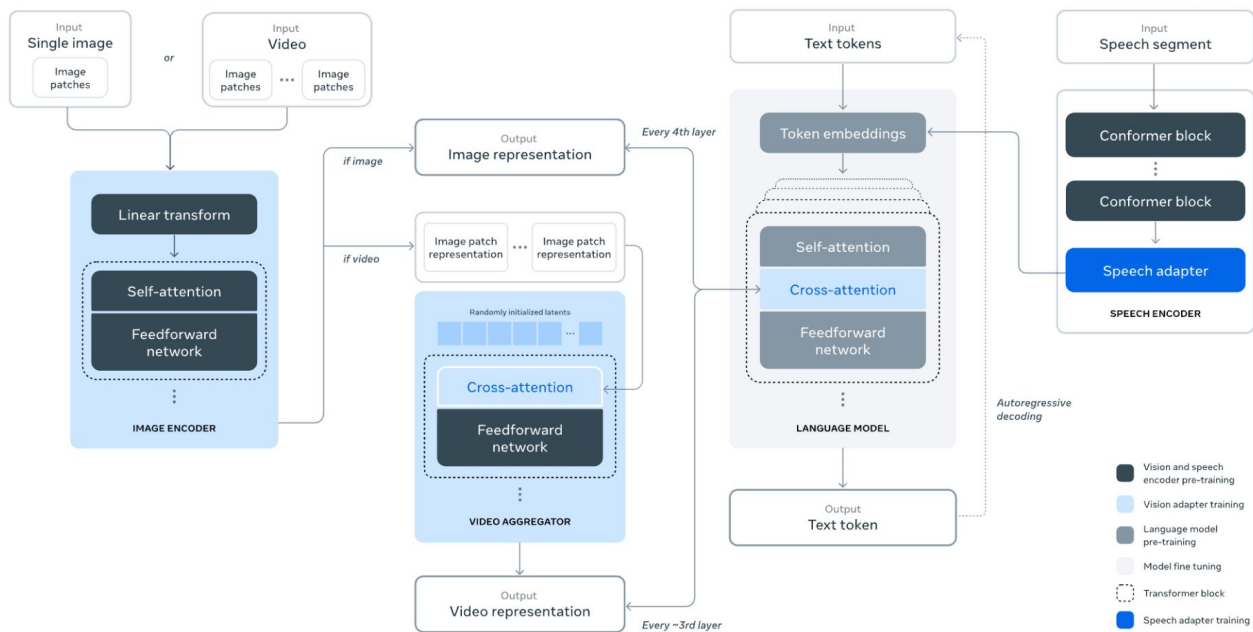 Input
Single image
Image
patches
or
Input
Video
Image
patches
...
Image
patches
Linear transform
Self-attention
Feedforward
network
IMAGE ENCODER
if image
if video
Output
Image representation
Image patch
representation
...
Image patch
representation
Randomly initialized latents
...
Cross-attention
Feedforward
network
VIDEO AGGREGATOR
Output
Video representation
Every 4th layer
Every ~3rd layer
Input
Text tokens
Token embeddings
Self-attention
Cross-attention
Feedforward
network
LANGUAGE MODEL
Output
Text token
Autoregressive
decoding
Input
Speech segment
Conformer block
Conformer block
Speech adapter
SPEECH ENCODER
Vision and speech
encoder pre-training
Vision adapter training
Language model
pre-training
Model fine tuning
Transformer block
Speech adapter training